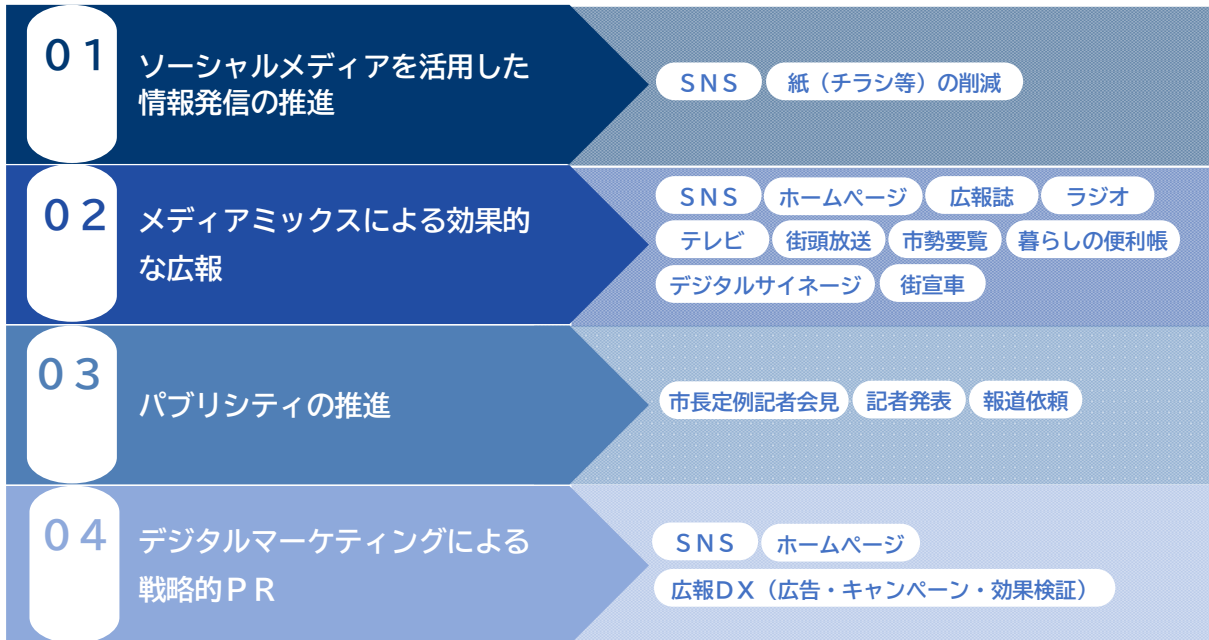 ０１
ソーシャルメディアを活用した
情報発信の推進
ＳＮＳ 紙（チラシ等）の削減
０２
メディアミックスによる効果的
な広報
ＳＮＳ ホームページ 広報誌 ラジオ
テレビ 街頭放送 市勢要覧 暮らしの便利帳
デジタルサイネージ 街宣車
０３
パブリシティの推進
市長定例記者会見 記者発表 報道依頼
０４
デジタルマーケティングによる
戦略的ＰＲ
ＳＮＳ ホームページ
広報ＤＸ（広告・キャンペーン・効果検証）